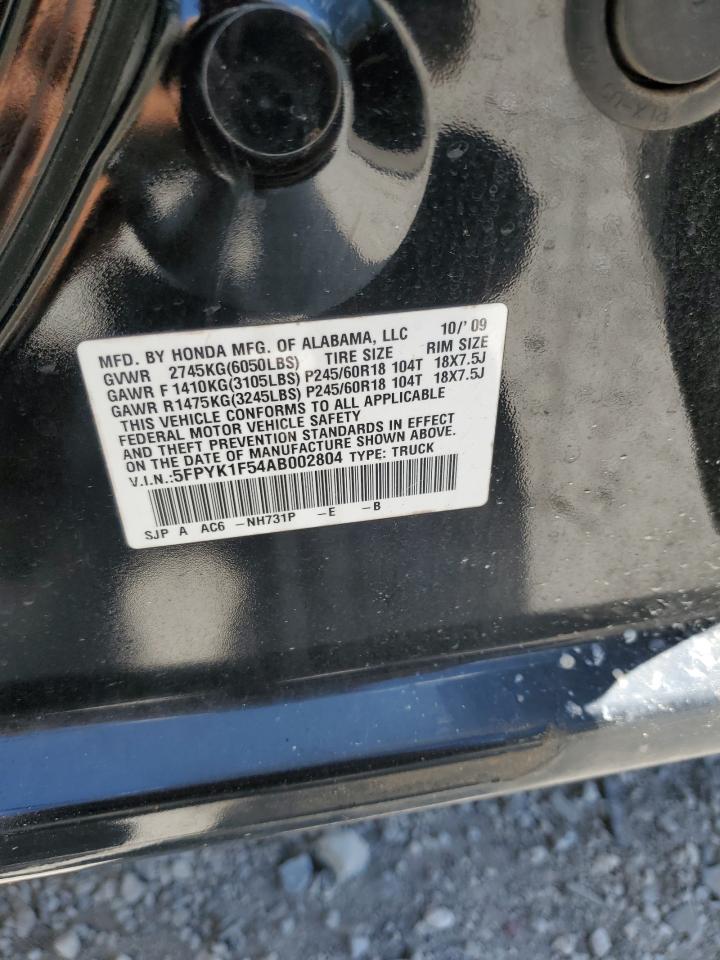 MFD. BY HONDA MFG. OF ALABAMA, LLC 10/'09
GVWR 2745KG(6050LBS) TIRE SIZE RIM SIZE
GAWR F 1410KG(3105LBS) P245/60R18 104T 18X7.5J
GAWR R1475KG(3245LBS) P245/60R18 104T 18X7.5J
THIS VEHICLE CONFORMS TO ALL APPLICABLE
FEDERAL MOTOR VEHICLE SAFETY
AND THEFT PREVENTION STANDARDS IN EFFECT
ON THE DATE OF MANUFACTURE SHOWN ABOVE.
V.I.N.:5FPYK1F54AB002804 TYPE: TRUCK
SJP A AC6 -NH731P -E -B